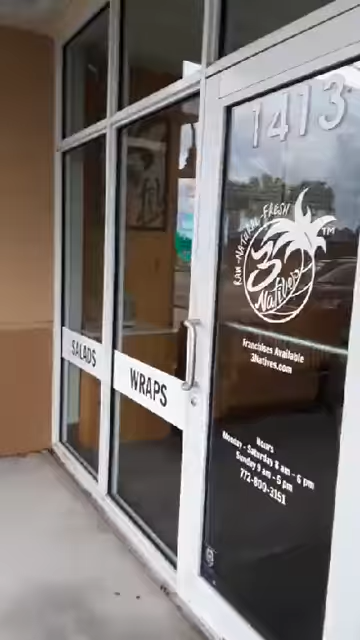 1413
RAW - NATURAL - FRESH
3
Natives
TM
Franchises Available
3Natives.com
SALADS
WRAPS
Hours
Monday - Saturday 8 am - 6 pm
Sunday 9 am - 5 pm
772-800-3151